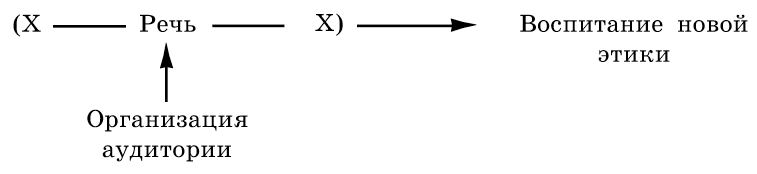 (X Речь X) Воспитание новой
этики
Организация
аудитории